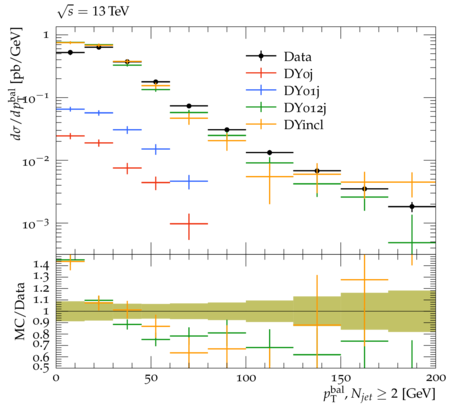 √s = 13 TeV
dσ/dp_T^bal [pb/GeV]
1
10^−1
10^−2
10^−3
Data
DY0j
DY01j
DY012j
DYincl
MC/Data
1.4
1.3
1.2
1.1
1
0.9
0.8
0.7
0.6
0.5
0 50 100 150 200
p_T^bal, N_jet ≥ 2 [GeV]